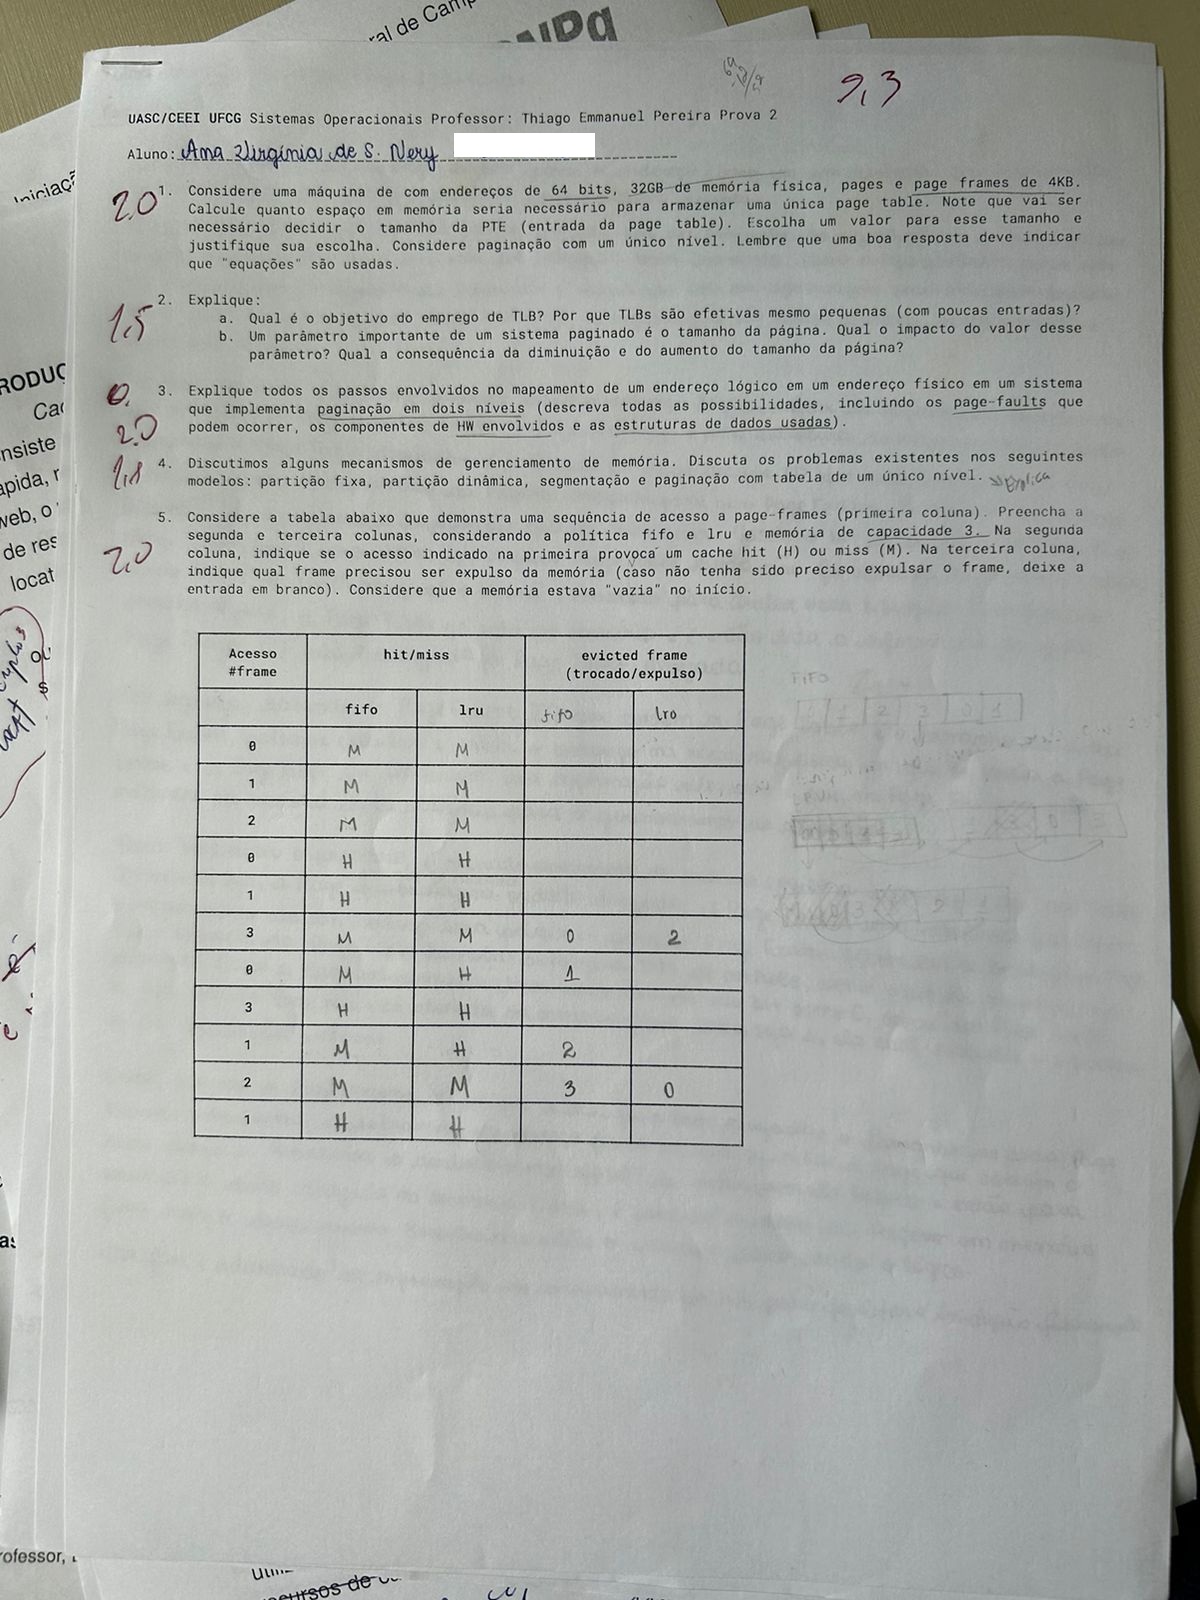 ral de Camp
NPq
9,3
UASC/CEEI UFCG Sistemas Operacionais Professor: Thiago Emmanuel Pereira Prova 2
Aluno: Ana Virgínia de S. Nery
2.0 1. Considere uma máquina de com endereços de 64 bits, 32GB de memória física, pages e page frames de 4KB.
Calcule quanto espaço em memória seria necessário para armazenar uma única page table. Note que vai ser
necessário decidir o tamanho da PTE (entrada da page table). Escolha um valor para esse tamanho e
justifique sua escolha. Considere paginação com um único nível. Lembre que uma boa resposta deve indicar
que "equações" são usadas.
1,5 2. Explique:
a. Qual é o objetivo do emprego de TLB? Por que TLBs são efetivas mesmo pequenas (com poucas entradas)?
b. Um parâmetro importante de um sistema paginado é o tamanho da página. Qual o impacto do valor desse
parâmetro? Qual a consequência da diminuição e do aumento do tamanho da página?
3. Explique todos os passos envolvidos no mapeamento de um endereço lógico em um endereço físico em um sistema
que implementa paginação em dois níveis (descreva todas as possibilidades, incluindo os page-faults que
2.0 podem ocorrer, os componentes de HW envolvidos e as estruturas de dados usadas).
4. Discutimos alguns mecanismos de gerenciamento de memória. Discuta os problemas existentes nos seguintes
modelos: partição fixa, partição dinâmica, segmentação e paginação com tabela de um único nível. explica
5. Considere a tabela abaixo que demonstra uma sequência de acesso a page-frames (primeira coluna). Preencha a
segunda e terceira colunas, considerando a política fifo e lru e memória de capacidade 3. Na segunda
2,0 coluna, indique se o acesso indicado na primeira provoca um cache hit (H) ou miss (M). Na terceira coluna,
indique qual frame precisou ser expulso da memória (caso não tenha sido preciso expulsar o frame, deixe a
entrada em branco). Considere que a memória estava "vazia" no início.
Acesso #frame hit/miss evicted frame (trocado/expulso)
fifo lru fifo lru
0 M M
1 M M
2 M M
0 H H
1 H H
3 M M 0 2
0 M H 1
3 H H
1 M H 2
2 M M 3 0
1 H H
iniciaç
RODUÇ
Ca
nsiste
apida, r
web, o
de res
locat
rofessor,
cursos de